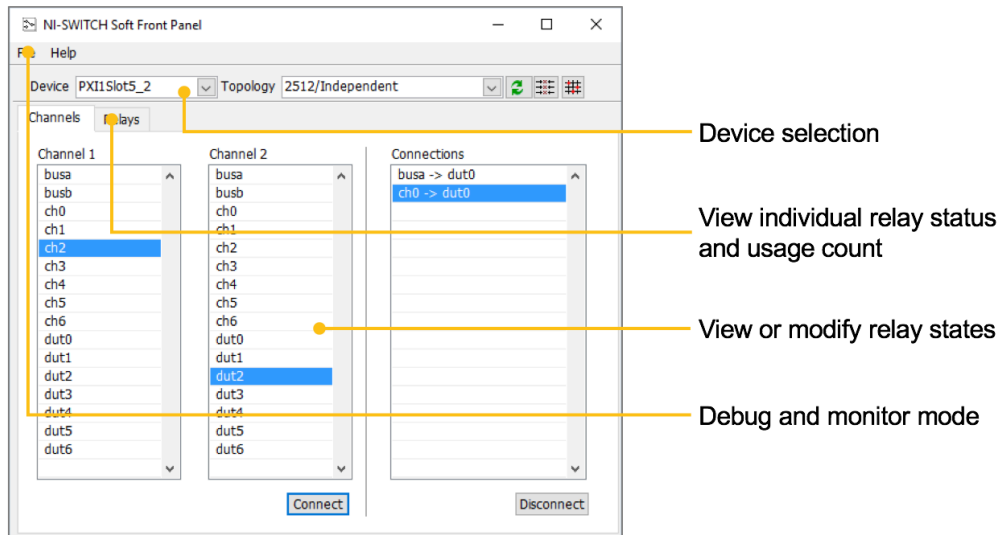 NI-SWITCH Soft Front Panel
File Help
Device PXI1Slot5_2 Topology 2512/Independent
Channels Relays
Channel 1
busa
busb
ch0
ch1
ch2
ch3
ch4
ch5
ch6
dut0
dut1
dut2
dut3
dut4
dut5
dut6
Channel 2
busa
busb
ch0
ch1
ch2
ch3
ch4
ch5
ch6
dut0
dut1
dut2
dut3
dut4
dut5
dut6
Connect
Connections
busa -> dut0
ch0 -> dut0
Disconnect
Device selection
View individual relay status
and usage count
View or modify relay states
Debug and monitor mode